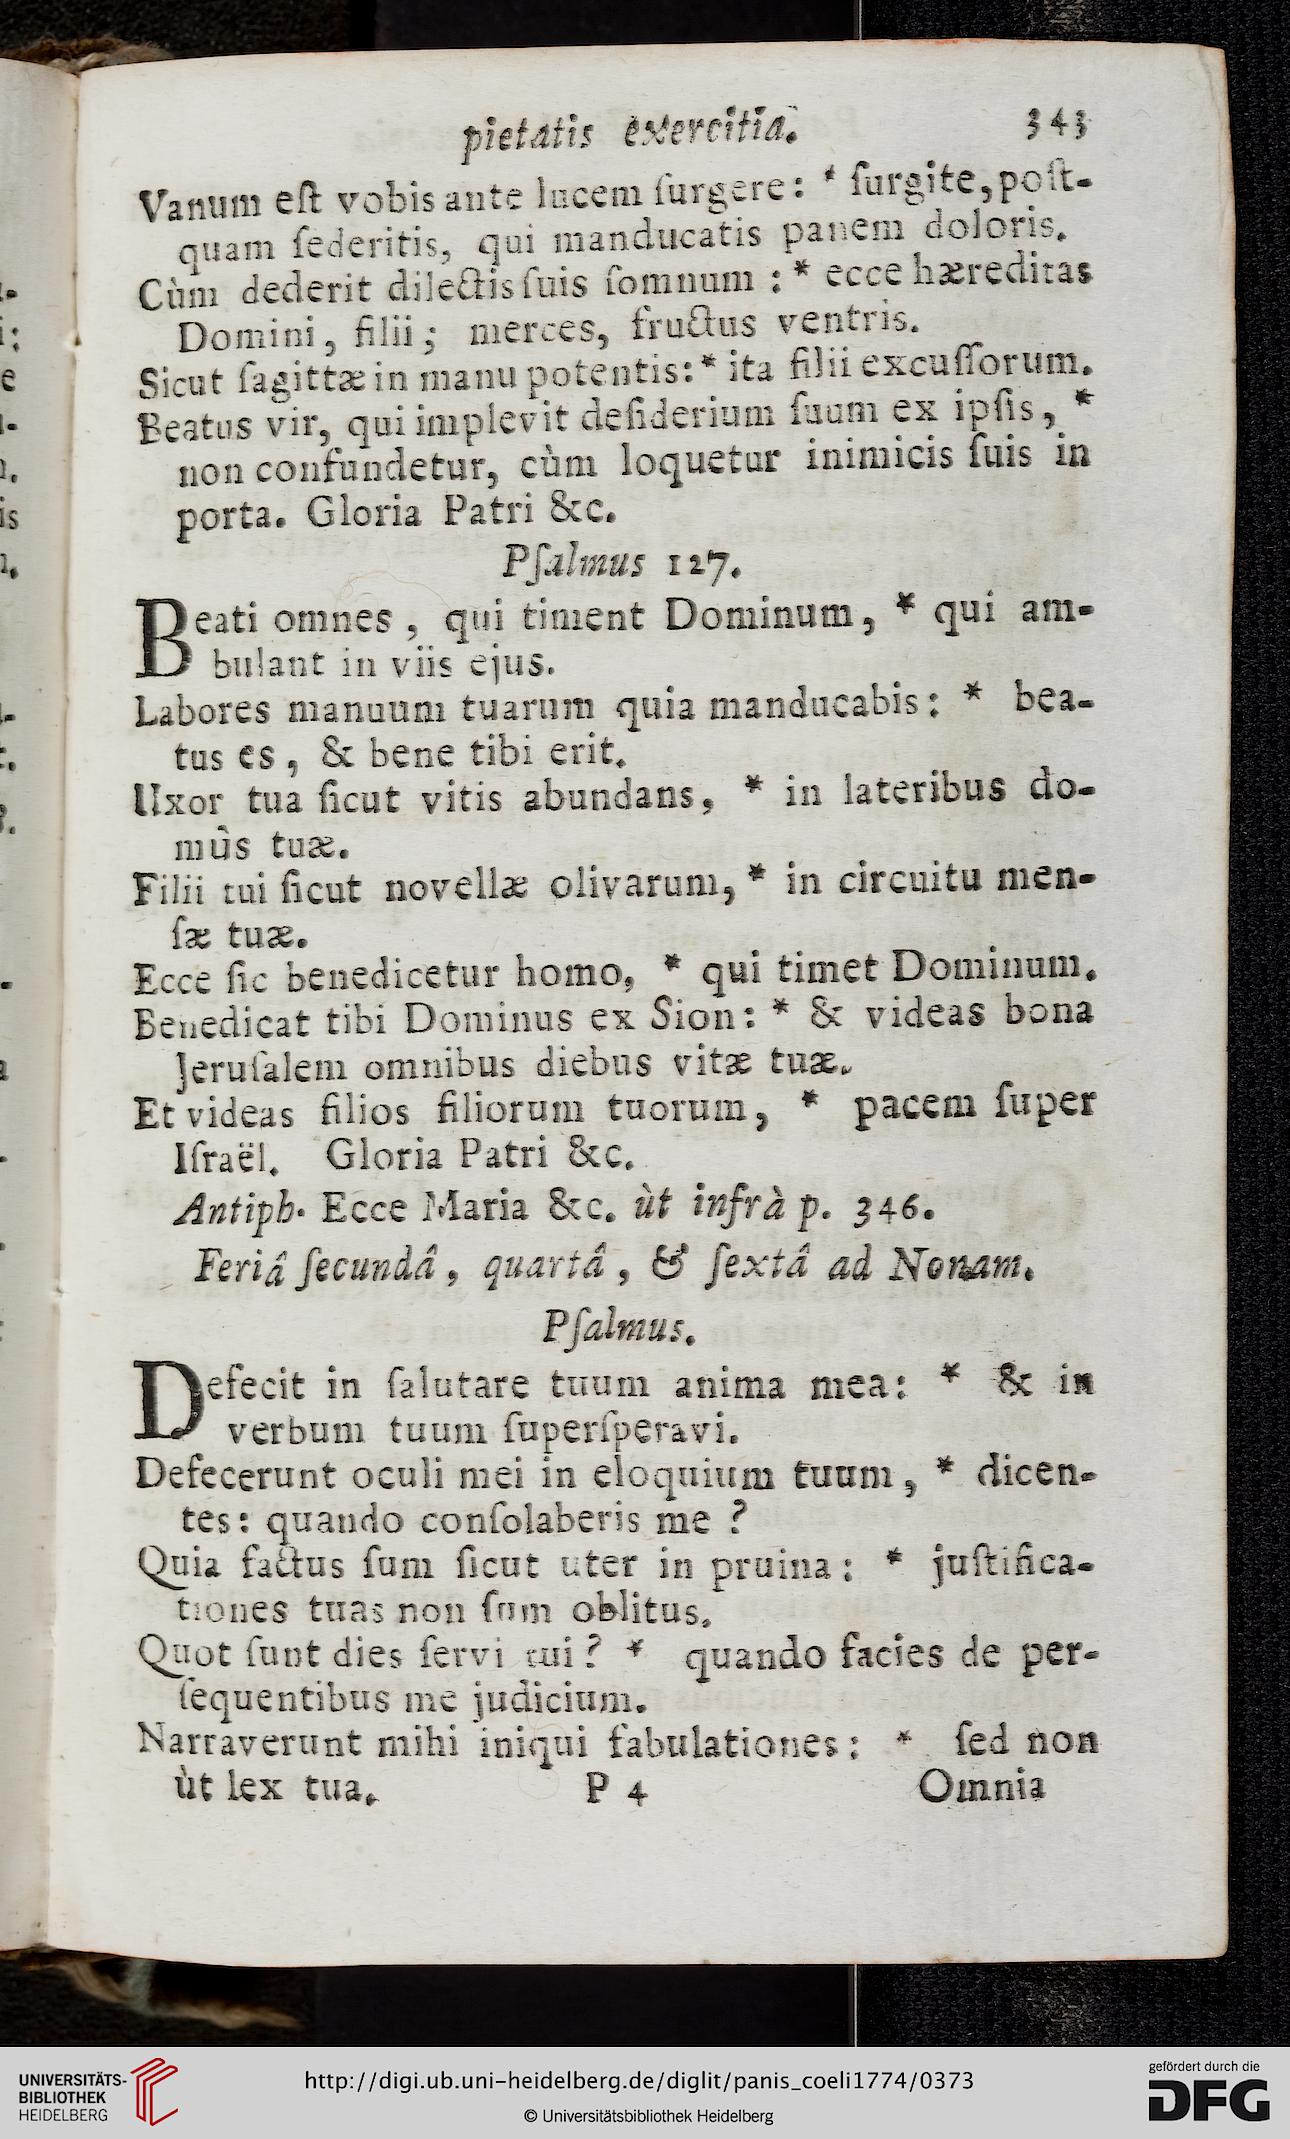 pietatis exercitia. 343
Vanum eſt vobis ante lucem ſurgere: * ſurgite, poſt-
quam ſederitis, qui manducatis panem doloris.
Cùm dederit dilectis ſuis ſomnum : * ecce hæreditas
Domini, filii; merces, fructus ventris.
Sicut ſagittæ in manu potentis: * ita filii excuſſorum.
Beatus vir, qui implevit deſiderium ſuum ex ipſis, *
non confundetur, cùm loquetur inimicis ſuis in
porta. Gloria Patri &c.
Pſalmus 127.
Beati omnes, qui timent Dominum, * qui am-
bulant in viis ejus.
Labores manuum tuarum quia manducabis: * bea-
tus es, & bene tibi erit.
Uxor tua ſicut vitis abundans, * in lateribus do-
mûs tuæ.
Filii tui ſicut novellæ olivarum, * in circuitu men-
ſæ tuæ.
Ecce ſic benedicetur homo, * qui timet Dominum.
Benedicat tibi Dominus ex Sion: * & videas bona
Jeruſalem omnibus diebus vitæ tuæ.
Et videas filios filiorum tuorum, * pacem ſuper
Iſraël. Gloria Patri &c.
Antiph. Ecce Maria &c. ùt infrà p. 346.
Feriâ ſecundâ, quartâ, & ſextâ ad Nonam.
Pſalmus.
Defecit in ſalutare tuum anima mea: * & in
verbum tuum ſuperſperavi.
Defecerunt oculi mei in eloquium tuum, * dicen-
tes: quando conſolaberis me ?
Quia factus ſum ſicut uter in pruina: * juſtifica-
tiones tuas non ſum oblitus.
Quot ſunt dies ſervi tui? * quando facies de per-
ſequentibus me judicium.
Narraverunt mihi iniqui fabulationes: * ſed non
ùt lex tua. P 4 Omnia
UNIVERSITÄTS-
BIBLIOTHEK
HEIDELBERG
http://digi.ub.uni-heidelberg.de/diglit/panis_coeli1774/0373
© Universitätsbibliothek Heidelberg
gefördert durch die
DFG